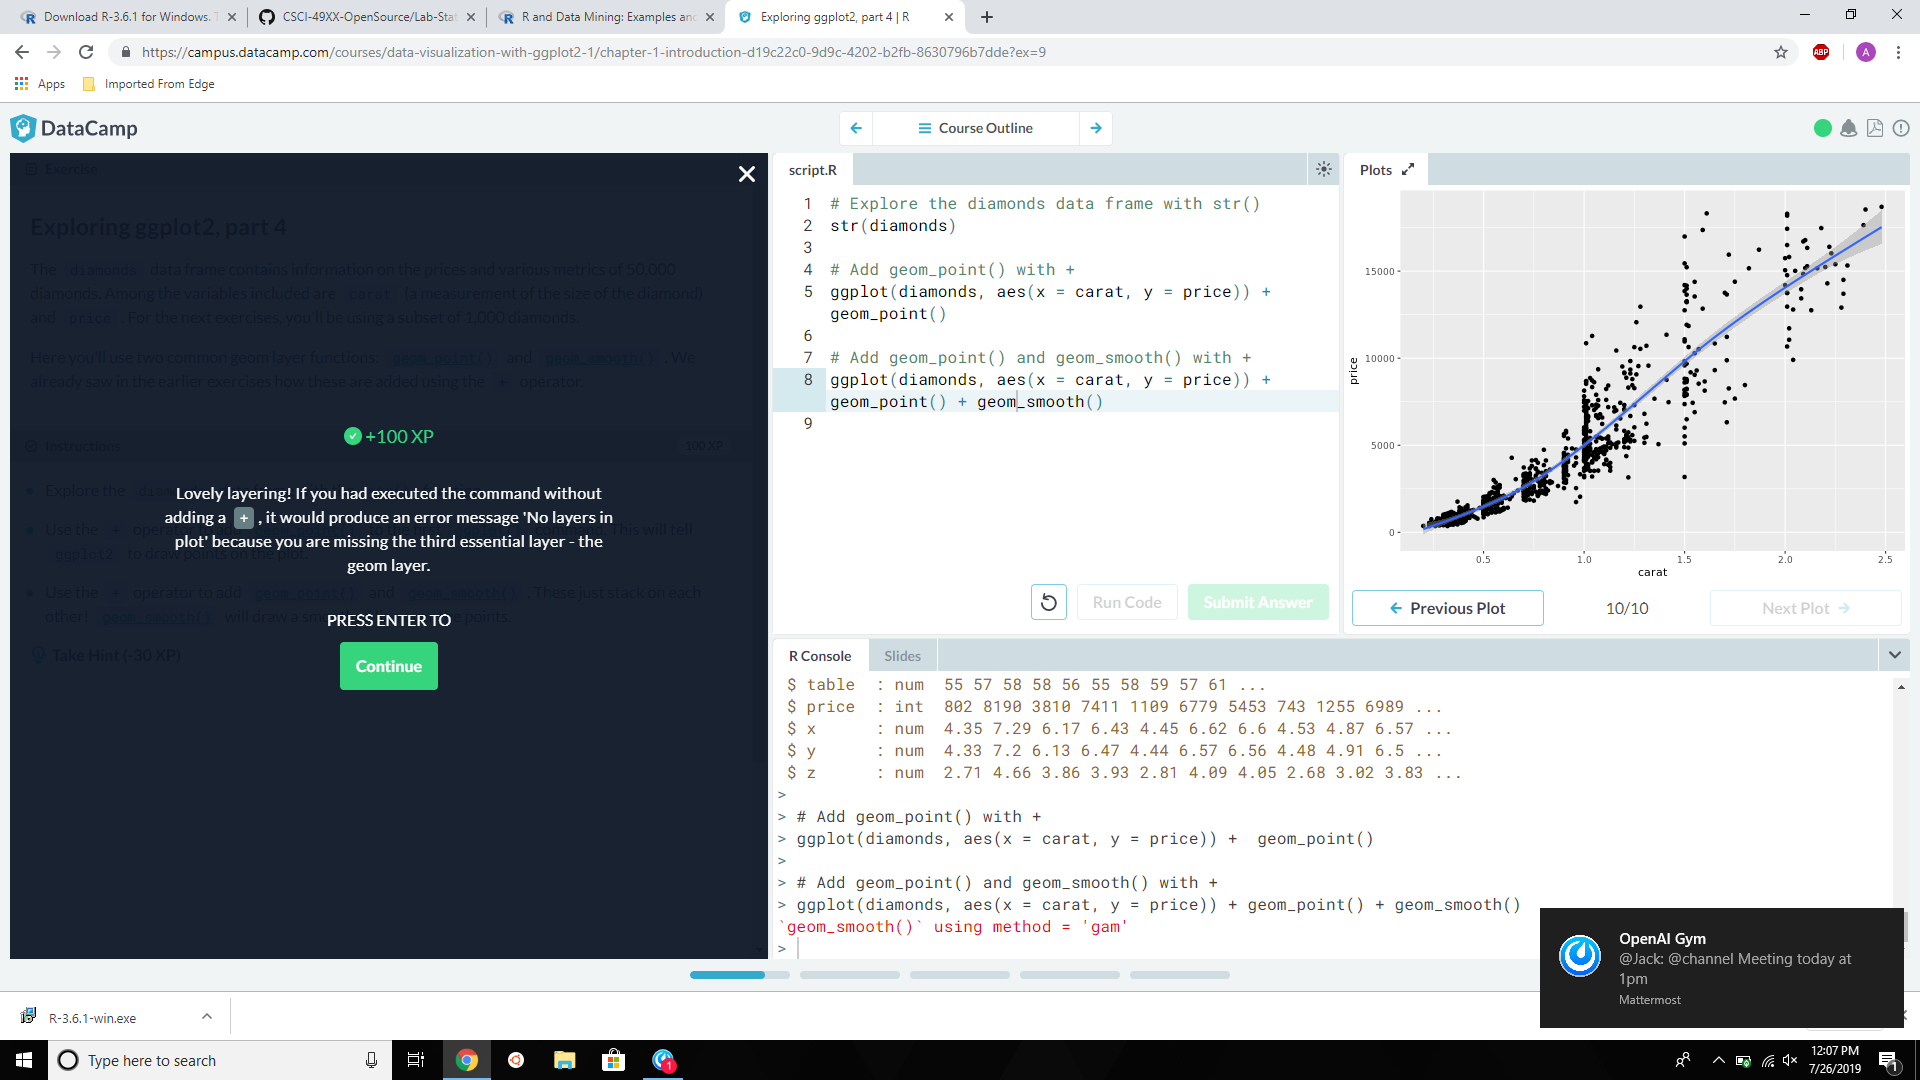 Download R-3.6.1 for Windows. T
CSCI-49XX-OpenSource/Lab-Stat
R and Data Mining: Examples and
Exploring ggplot2, part 4 | R
https://campus.datacamp.com/courses/data-visualization-with-ggplot2-1/chapter-1-introduction-d19c22c0-9d9c-4202-b2fb-8630796b7dde?ex=9
ABP
A
Apps
Imported From Edge
DataCamp
Course Outline
Exercise
Exploring ggplot2, part 4
The diamonds data frame contains information on the prices and various metrics of 50,000
diamonds. Among the variables included are carat (a measurement of the size of the diamond)
and price. For the next exercises, you'll be using a subset of 1,000 diamonds.
Here you'll use two common geom layer functions: geom_point() and geom_smooth(). We
already saw in the earlier exercises how these are added using the + operator.
Instructions
100 XP
Explore the
Use the + command. This will tell
ggplot2 to draw points on the plot.
Use the + operator to add geom_point() and geom_smooth(). These just stack on each
other! geom_smooth() will draw a points.
Take Hint (-30 XP)
+100 XP
Lovely layering! If you had executed the command without
adding a + , it would produce an error message 'No layers in
plot' because you are missing the third essential layer - the
geom layer.
PRESS ENTER TO
Continue
script.R
1 # Explore the diamonds data frame with str()
2 str(diamonds)
3
4 # Add geom_point() with +
5 ggplot(diamonds, aes(x = carat, y = price)) +
geom_point()
6
7 # Add geom_point() and geom_smooth() with +
8 ggplot(diamonds, aes(x = carat, y = price)) +
geom_point() + geom_smooth()
9
Run Code
Submit Answer
Plots
15000
10000
5000
0
price
0.5 1.0 1.5 2.0 2.5
carat
Previous Plot
10/10
Next Plot
R Console
Slides
$ table : num 55 57 58 58 56 55 58 59 57 61 ...
$ price : int 802 8190 3810 7411 1109 6779 5453 743 1255 6989 ...
$ x : num 4.35 7.29 6.17 6.43 4.45 6.62 6.6 4.53 4.87 6.57 ...
$ y : num 4.33 7.2 6.13 6.47 4.44 6.57 6.56 4.48 4.91 6.5 ...
$ z : num 2.71 4.66 3.86 3.93 2.81 4.09 4.05 2.68 3.02 3.83 ...
>
> # Add geom_point() with +
> ggplot(diamonds, aes(x = carat, y = price)) + geom_point()
>
> # Add geom_point() and geom_smooth() with +
> ggplot(diamonds, aes(x = carat, y = price)) + geom_point() + geom_smooth()
`geom_smooth()` using method = 'gam'
>
OpenAI Gym
@Jack: @channel Meeting today at
1pm
Mattermost
R-3.6.1-win.exe
Type here to search
1
12:07 PM
7/26/2019
1